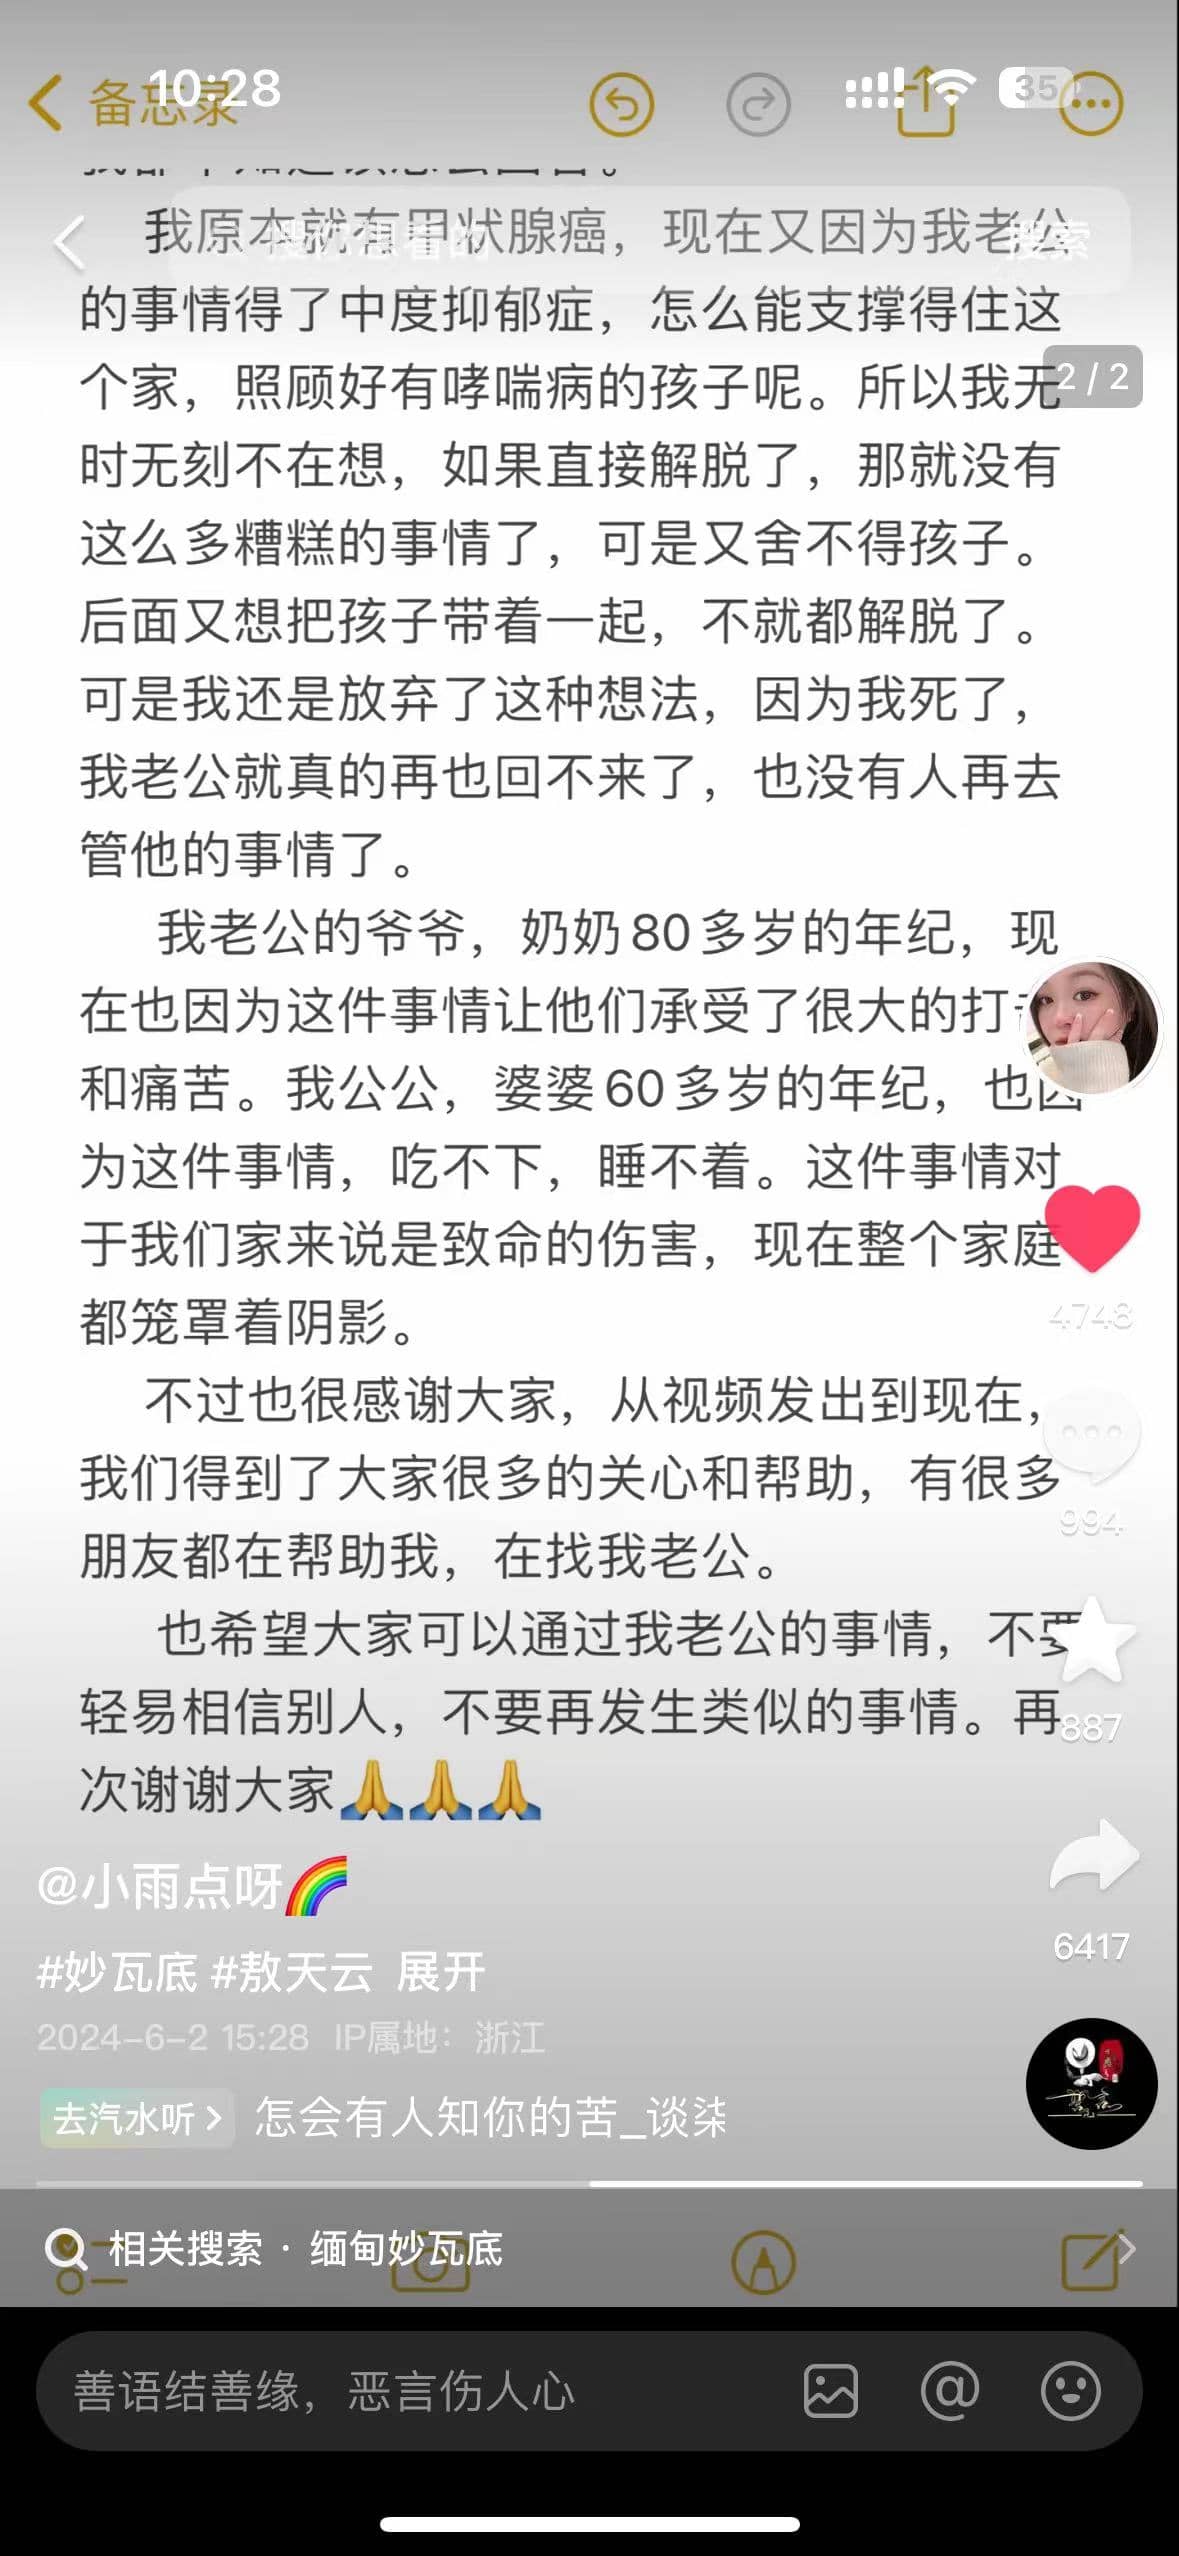 10:28
35
备忘录
搜你想看的
搜索
我原本就有甲状腺癌，现在又因为我老公
的事情得了中度抑郁症，怎么能支撑得住这
个家，照顾好有哮喘病的孩子呢。所以我无
2/2
时无刻不在想，如果直接解脱了，那就没有
这么多糟糕的事情了，可是又舍不得孩子。
后面又想把孩子带着一起，不就都解脱了。
可是我还是放弃了这种想法，因为我死了，
我老公就真的再也回不来了，也没有人再去
管他的事情了。
我老公的爷爷，奶奶80多岁的年纪，现
在也因为这件事情让他们承受了很大的打击
和痛苦。我公公，婆婆60多岁的年纪，也因
为这件事情，吃不下，睡不着。这件事情对
于我们家来说是致命的伤害，现在整个家庭
都笼罩着阴影。
4748
不过也很感谢大家，从视频发出到现在，
我们得到了大家很多的关心和帮助，有很多
994
朋友都在帮助我，在找我老公。
也希望大家可以通过我老公的事情，不要
轻易相信别人，不要再发生类似的事情。再
887
次谢谢大家🙏🙏🙏
@小雨点呀🌈
6417
#妙瓦底 #敖天云 展开
2024-6-2 15:28 IP属地：浙江
去汽水听 > 怎会有人知你的苦_谈柒
相关搜索 · 缅甸妙瓦底
善语结善缘，恶言伤人心